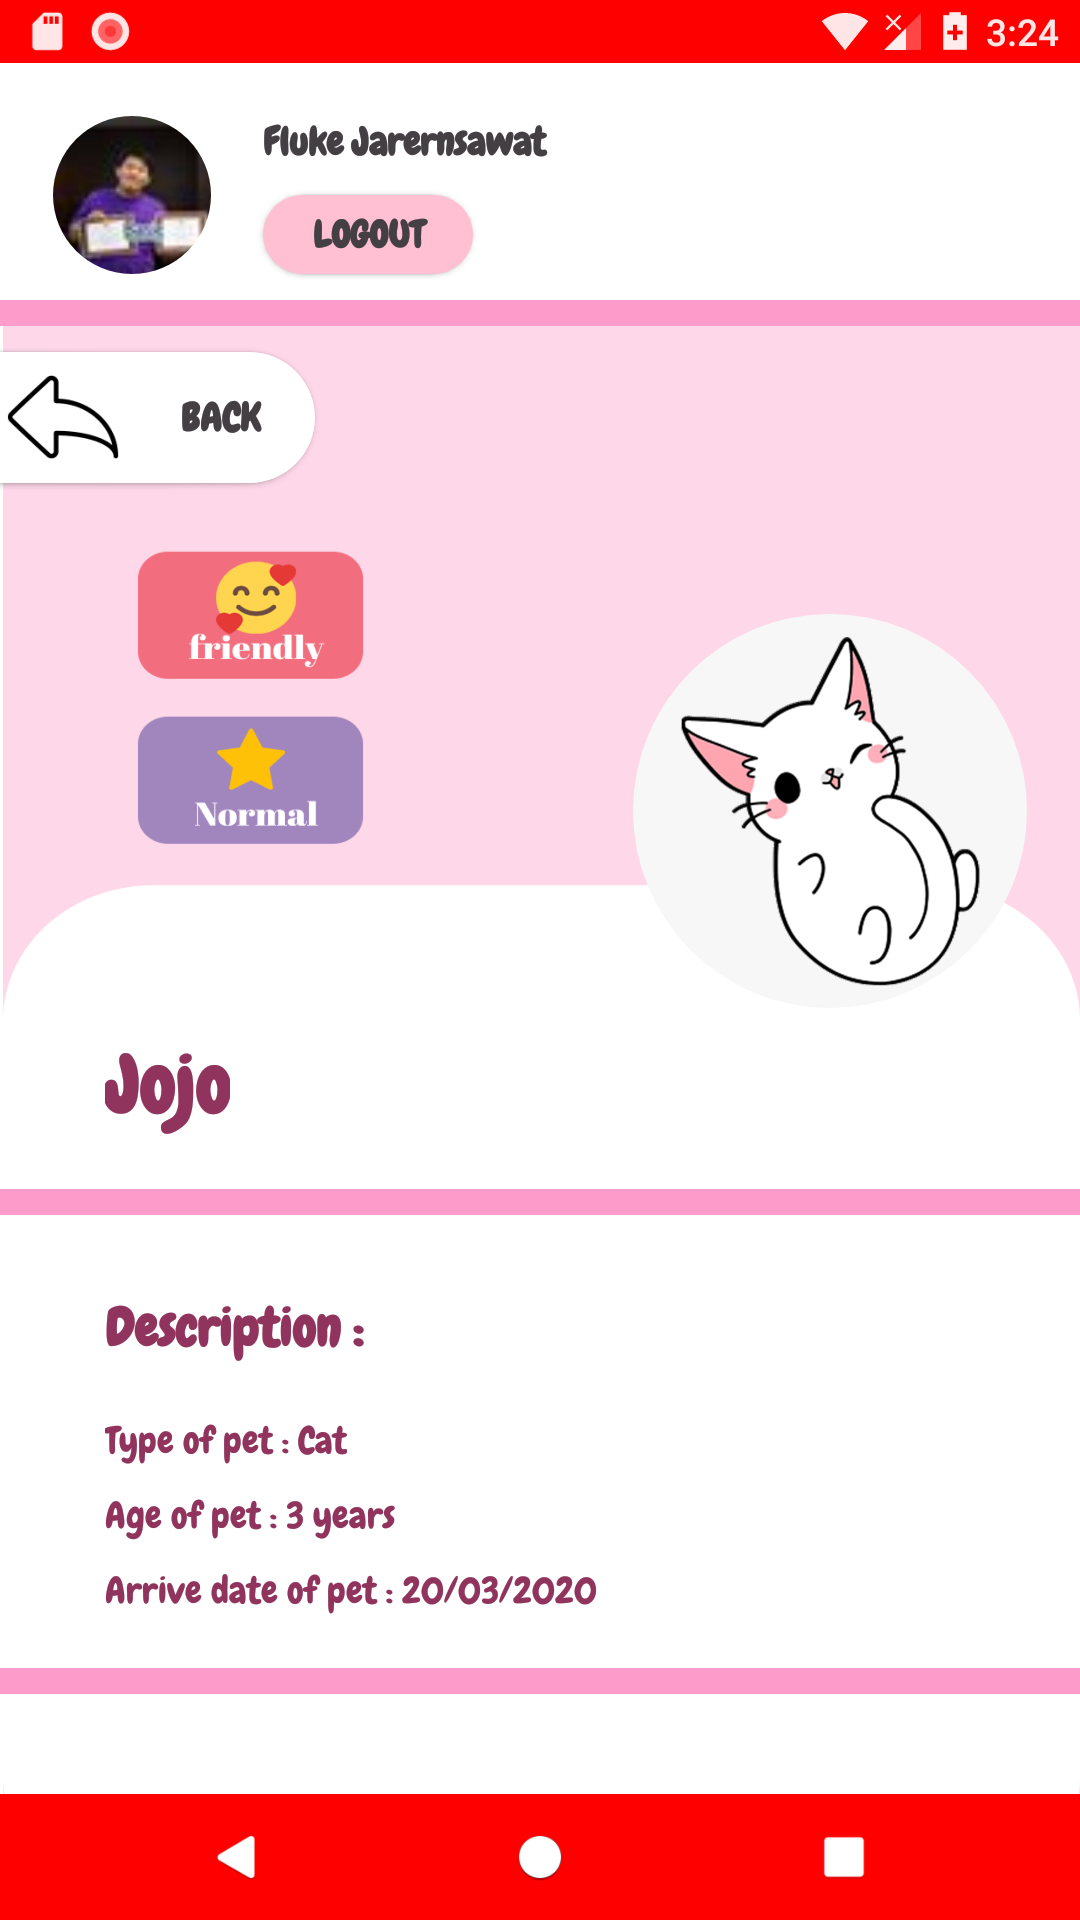 3:24
Fluke Jarernsawat
LOGOUT
BACK
friendly
Normal
Jojo
Description :
Type of pet : Cat
Age of pet : 3 years
Arrive date of pet : 20/03/2020